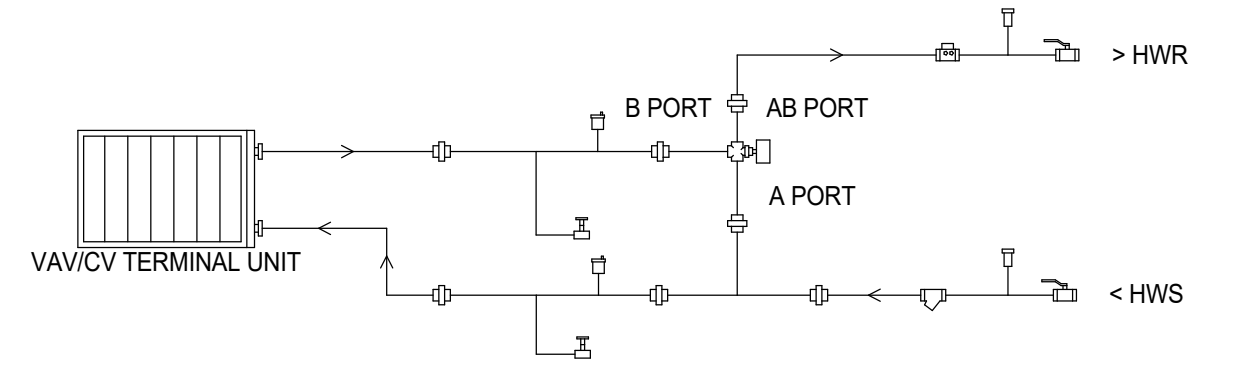 > HWR
B PORT
AB PORT
A PORT
VAV/CV TERMINAL UNIT
< HWS